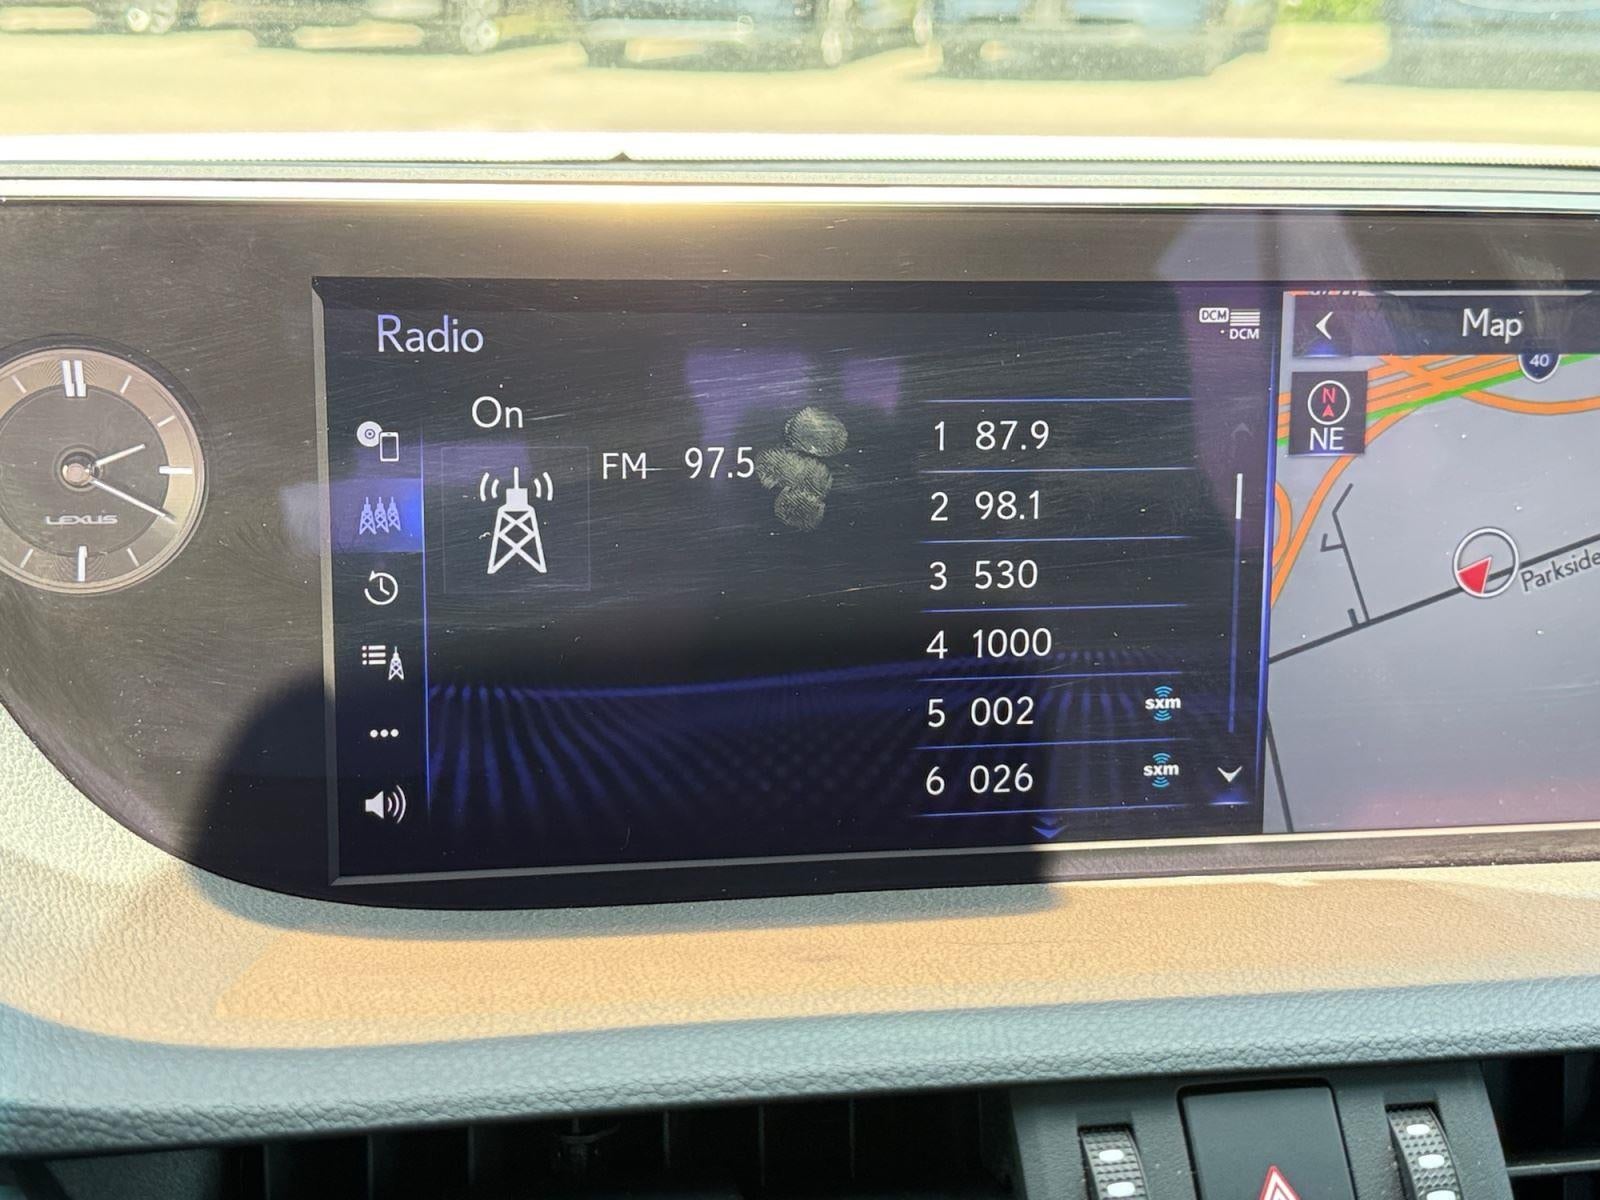 Radio
DCM
DCM
Map
40
N
NE
On
FM 97.5
1 87.9
2 98.1
3 530
4 1000
5 002 sxm
6 026 sxm
Parkside
LEXUS